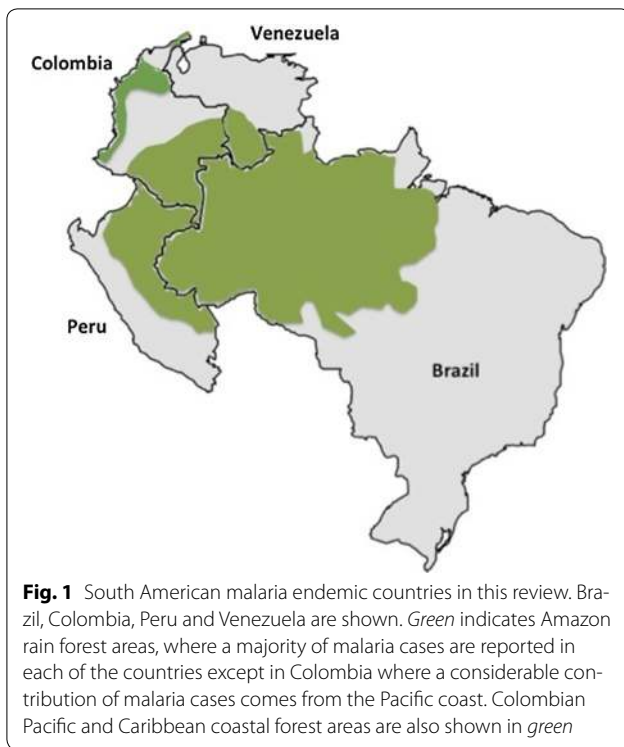 Venezuela
Colombia
Peru
Brazil
Fig. 1 South American malaria endemic countries in this review. Bra-
zil, Colombia, Peru and Venezuela are shown. Green indicates Amazon
rain forest areas, where a majority of malaria cases are reported in
each of the countries except in Colombia where a considerable con-
tribution of malaria cases comes from the Pacific coast. Colombian
Pacific and Caribbean coastal forest areas are also shown in green